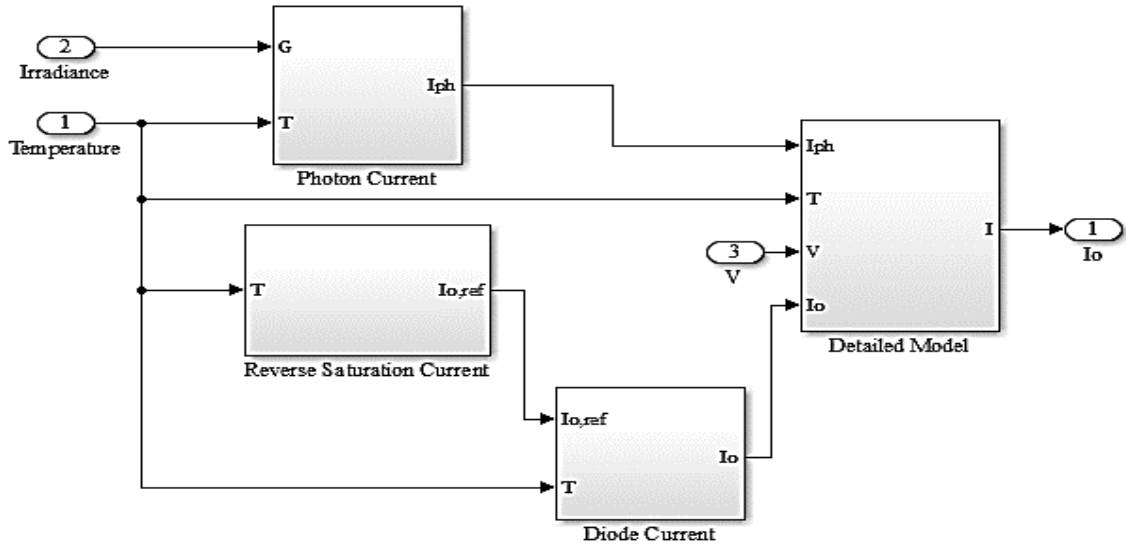 2
Irradiance
1
Temperature
G
T
Iph
Photon Current
Iph
T
V
Io
I
Detailed Model
3
V
1
Io
T
Io,ref
Reverse Saturation Current
Io,ref
T
Io
Diode Current